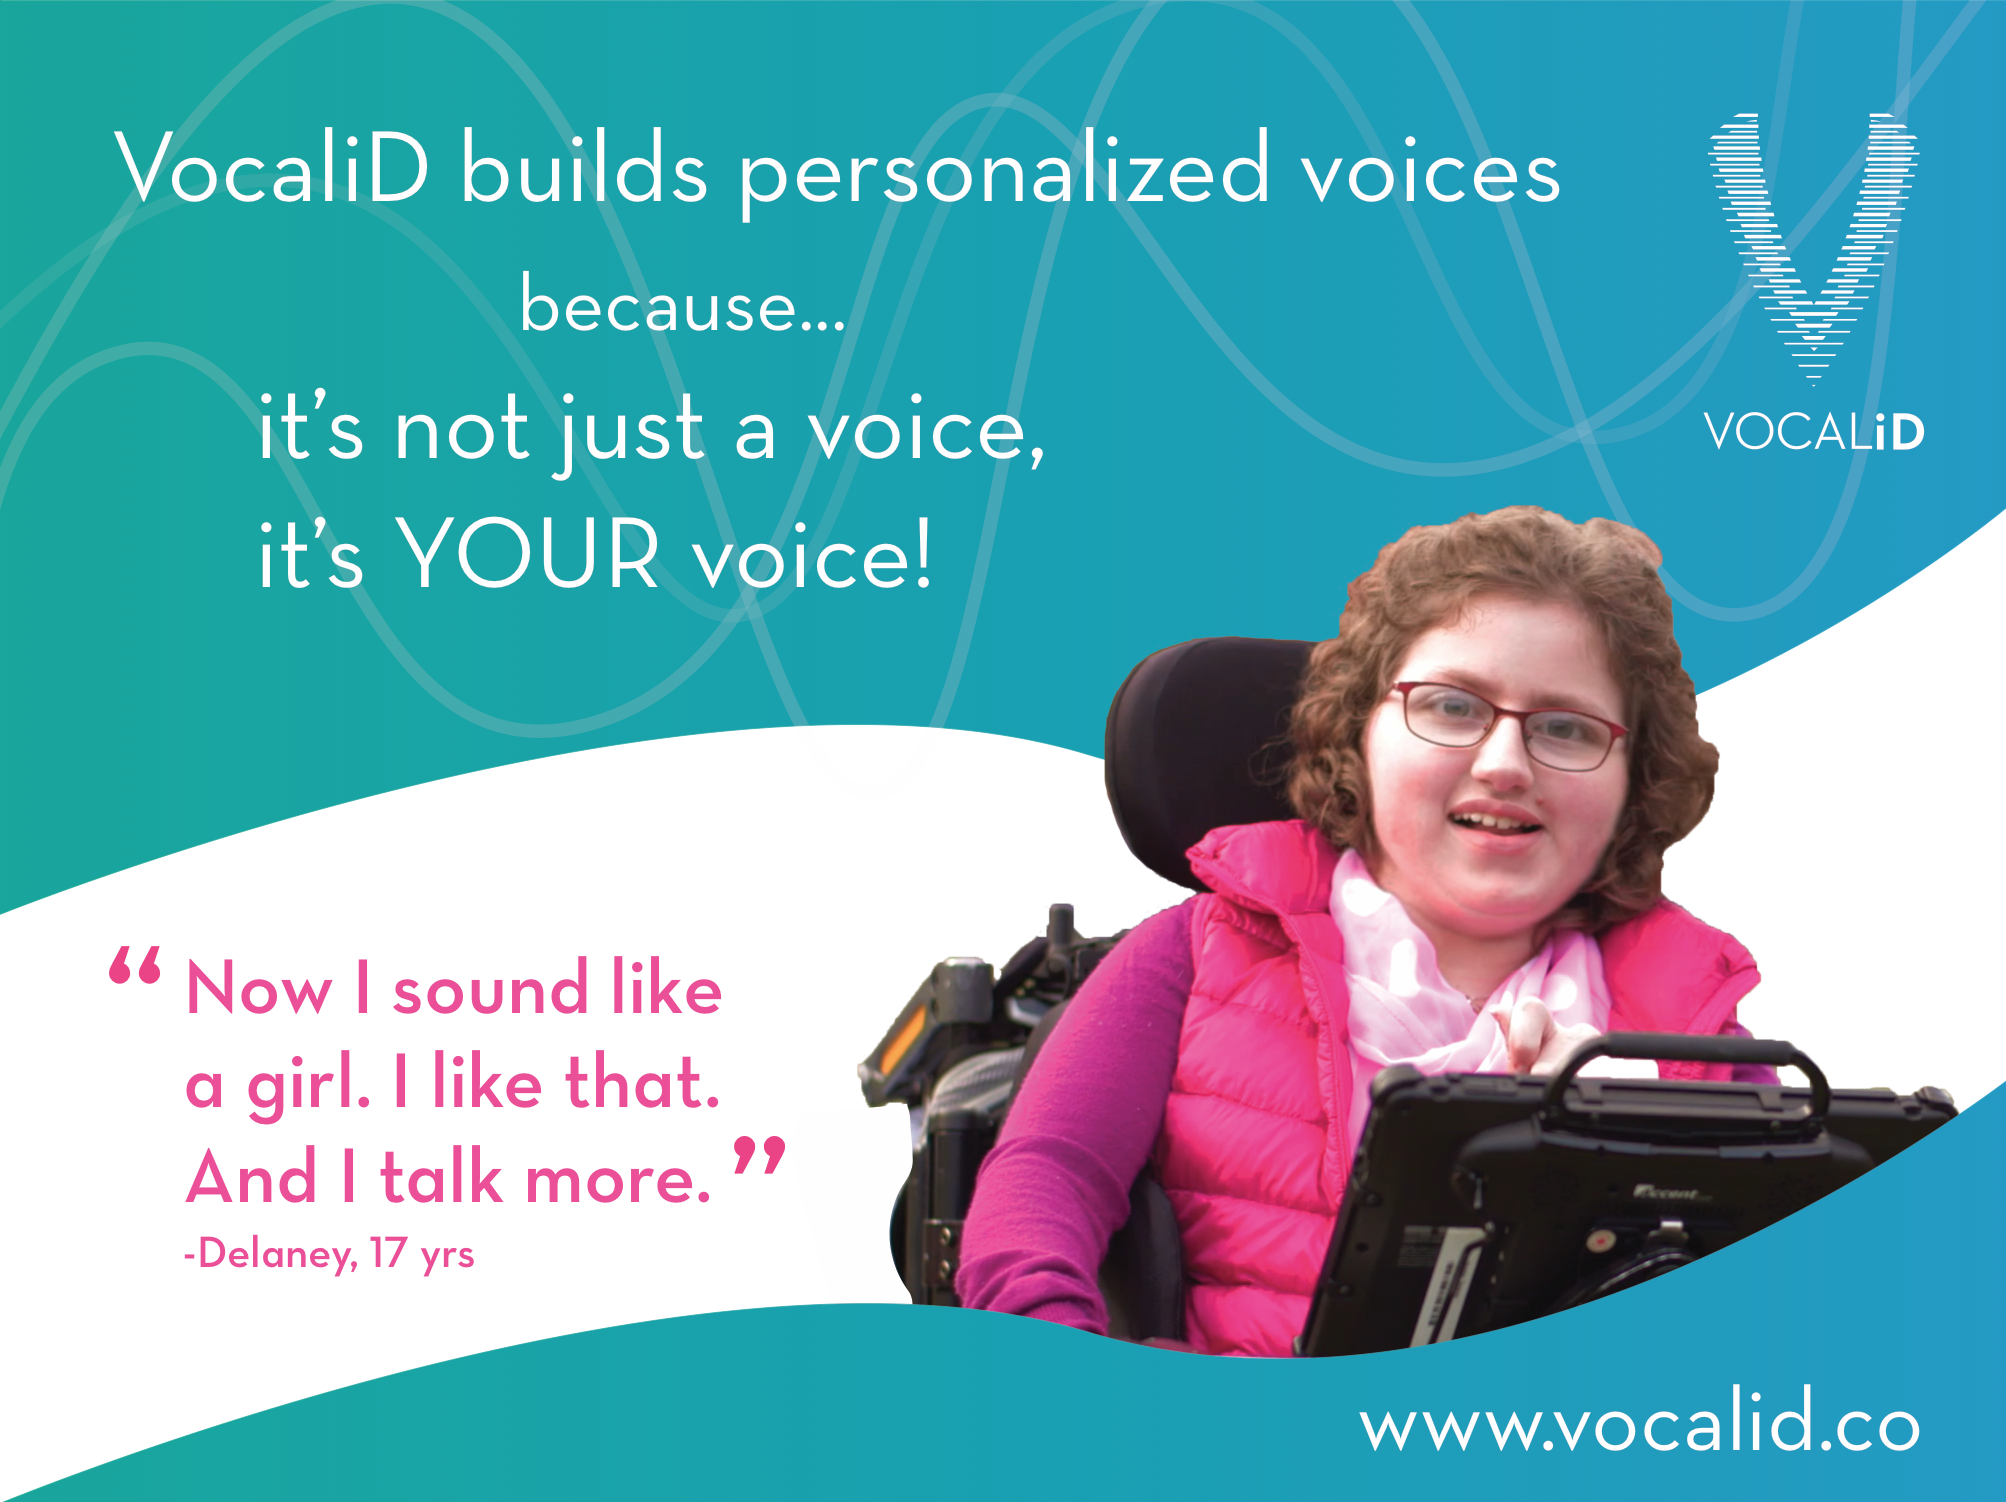 VocaliD builds personalized voices
because...
it's not just a voice,
it's YOUR voice!
VOCALiD
“ Now I sound like
a girl. I like that.
And I talk more. ”
-Delaney, 17 yrs
accent
www.vocalid.co